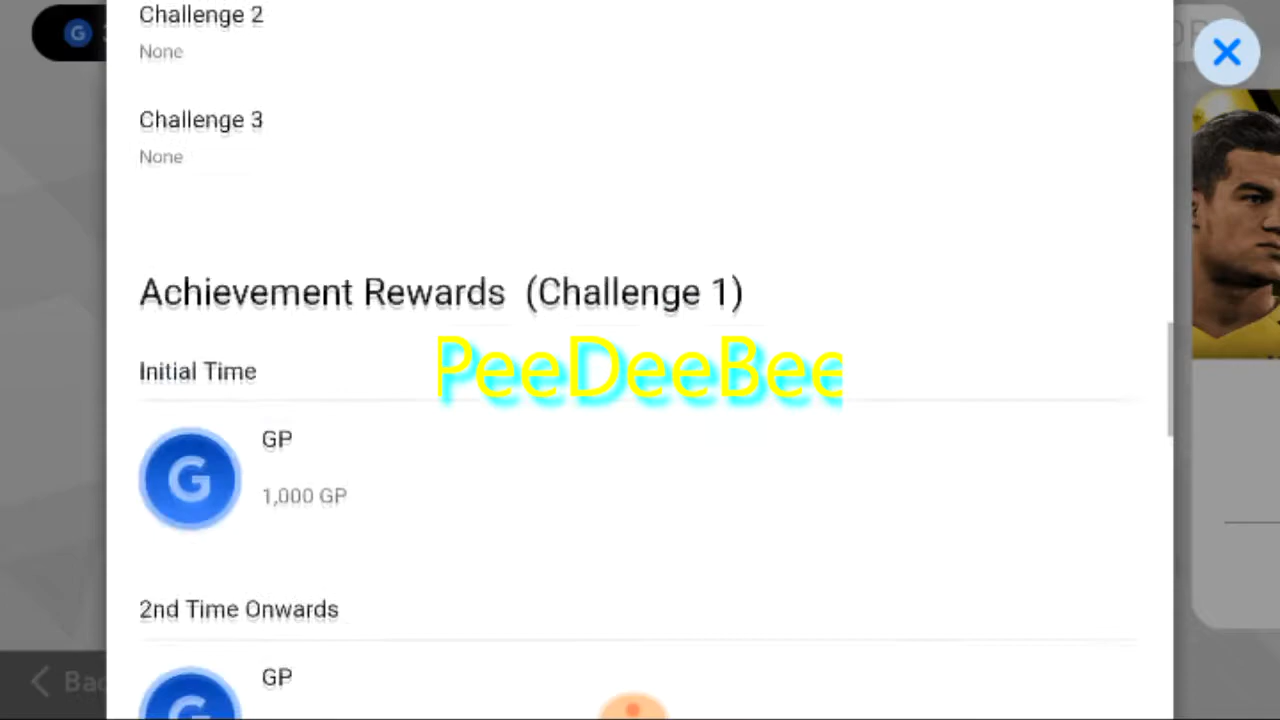 Challenge 2
None
Challenge 3
None
Achievement Rewards (Challenge 1)
PeeDeeBee
Initial Time
G
GP
1,000 GP
2nd Time Onwards
GP
G